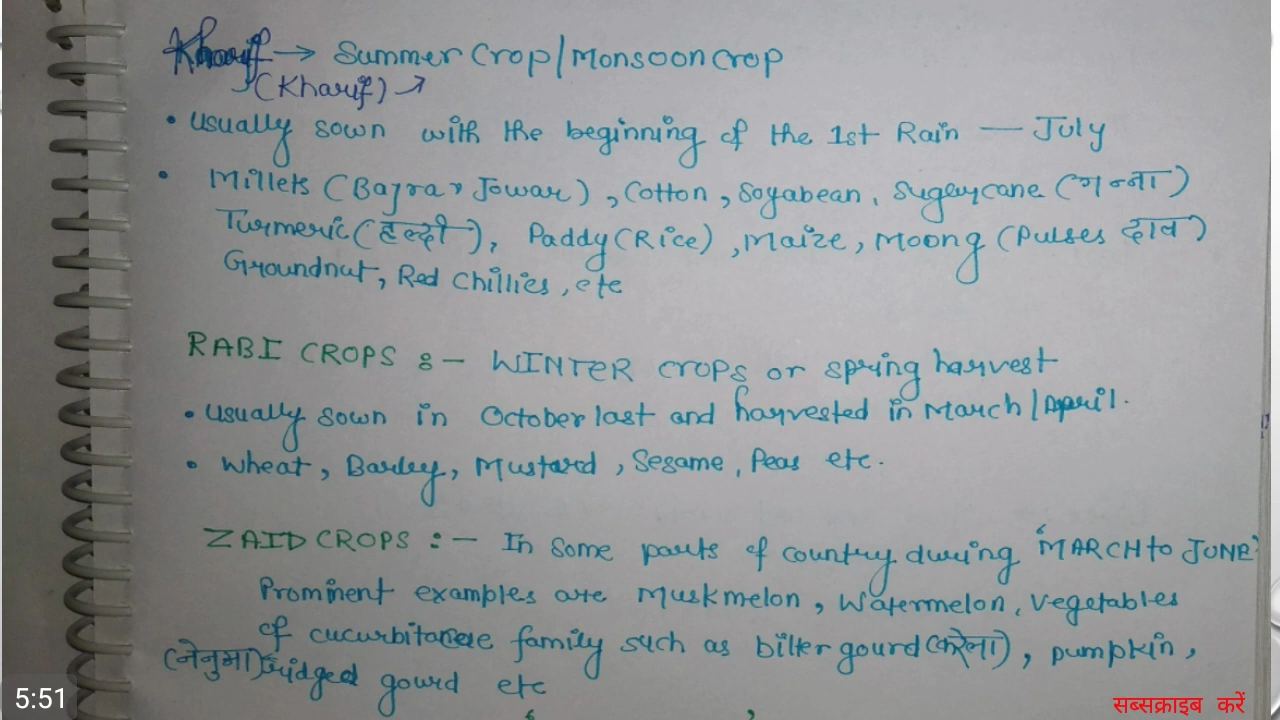 Kharif → Summer Crop/Monsoon crop
(Kharif) →
• Usually sown with the beginning of the 1st Rain — July
• Millets (Bajra, Jowar), Cotton, Soyabean, Sugarycane (गन्ना)
Turmeric (हल्दी), Paddy (Rice), Maize, Moong (Pulses दाल)
Groundnut, Red Chillies, etc
RABI CROPS :- WINTER crops or spring harvest
• Usually sown in October last and harvested in March/April.
• Wheat, Barley, Mustard, Sesame, Peas etc.
ZAID CROPS :- In some parts of country during 'MARCH to JUNE'
Prominent examples are Muskmelon, Watermelon, Vegetables
of cucurbitaceae family such as bitter gourd (करेला), pumpkin,
(नेनुआ) ridged gourd etc
5:51
सब्सक्राइब करें